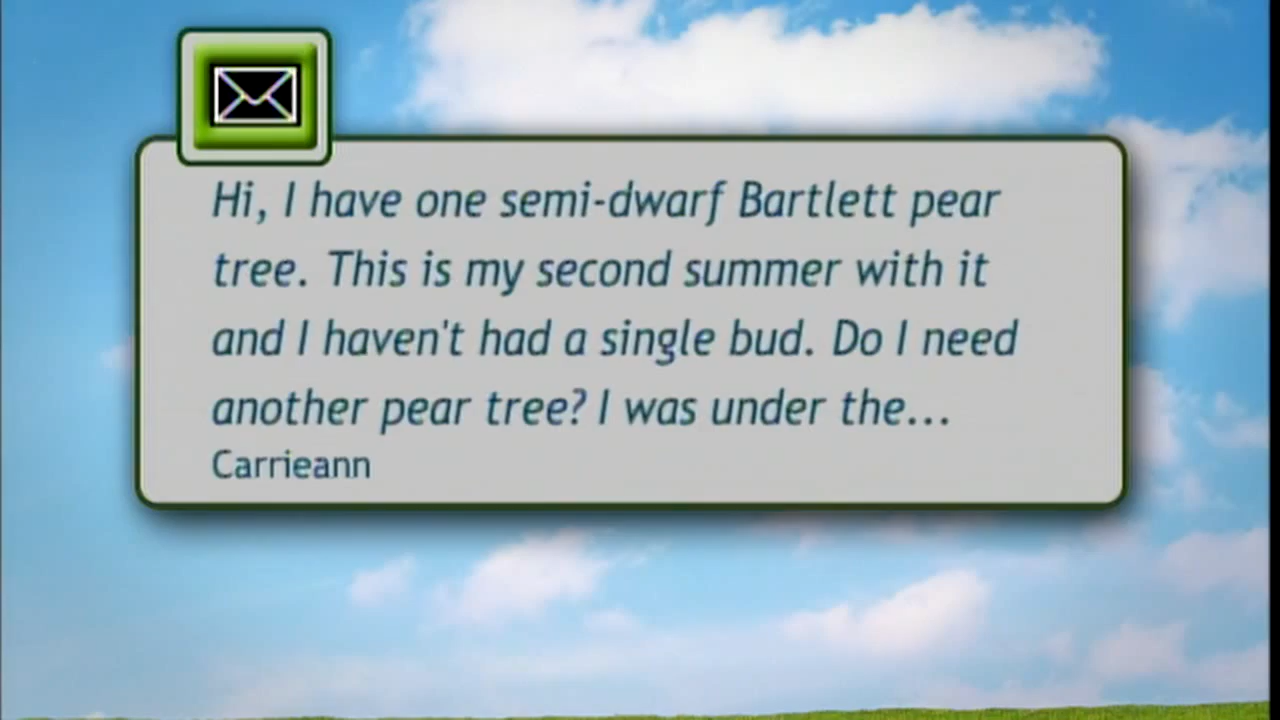 Hi, I have one semi-dwarf Bartlett pear
tree. This is my second summer with it
and I haven't had a single bud. Do I need
another pear tree? I was under the...
Carrieann